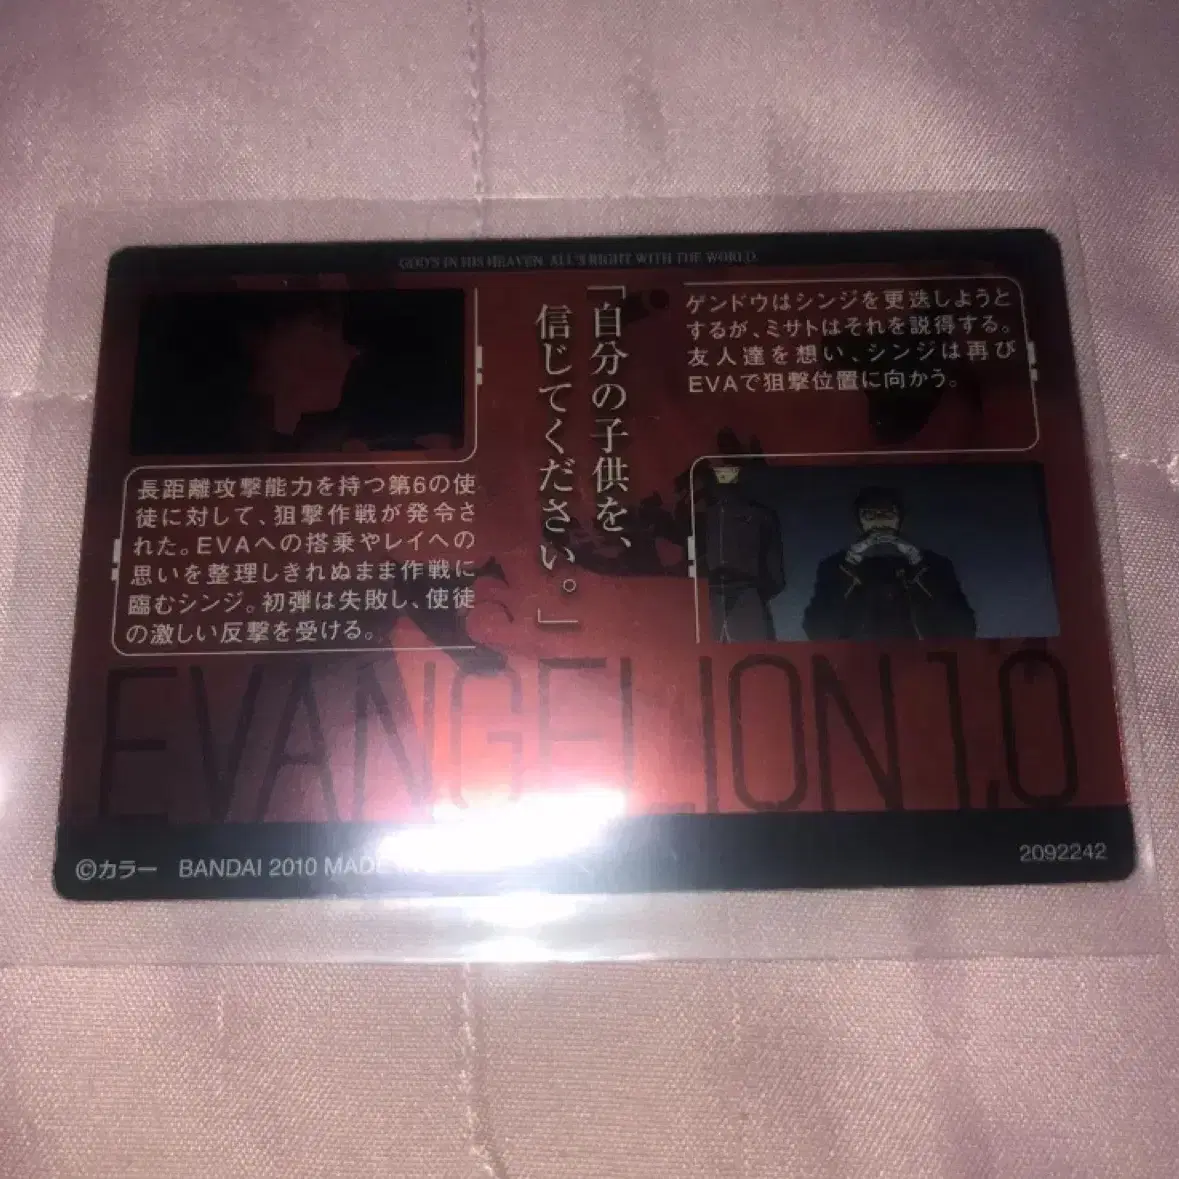 GOD'S IN HIS HEAVEN. ALL'S RIGHT WITH THE WORLD.
長距離攻撃能力を持つ第6の使
徒に対して、狙撃作戦が発令さ
れた。EVAへの搭乗やレイへの
思いを整理しきれぬまま作戦に
臨むシンジ。初弾は失敗し、使徒
の激しい反撃を受ける。
「自分の子供を、
信じてください。」
ゲンドウはシンジを更迭しようと
するが、ミサトはそれを説得する。
友人達を想い、シンジは再び
EVAで狙撃位置に向かう。
EVANGELION 1.0
©カラー BANDAI 2010 MADE
2092242